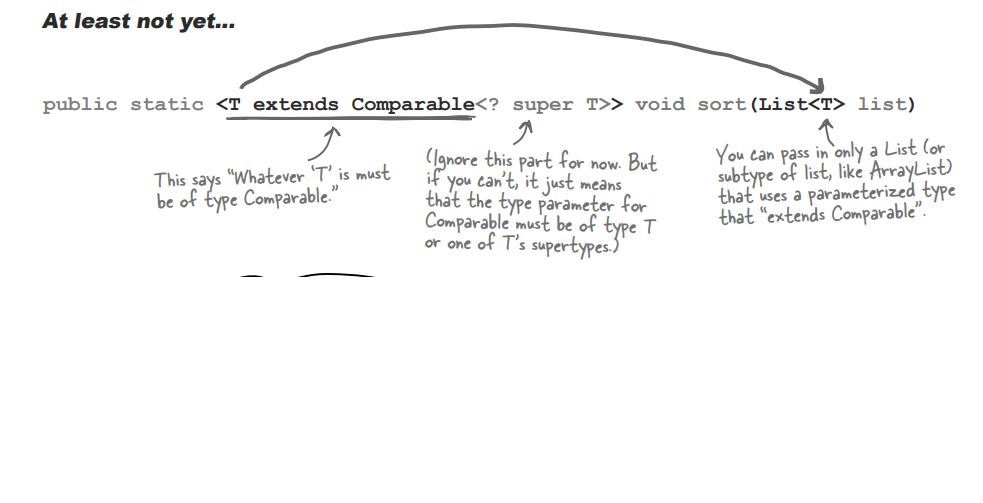 At least not yet...
public static <T extends Comparable<? super T>> void sort(List<T> list)
This says “Whatever ‘T’ is must
be of type Comparable.”
(Ignore this part for now. But
if you can’t, it just means
that the type parameter for
Comparable must be of type T
or one of T’s supertypes.)
You can pass in only a List (or
subtype of list, like ArrayList)
that uses a parameterized type
that “extends Comparable”.